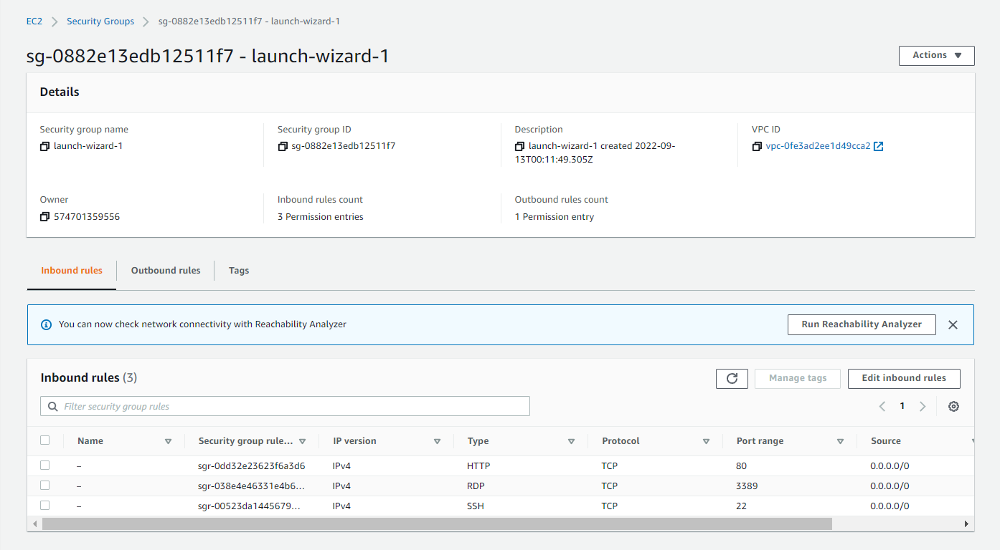 EC2 Security Groups sg-0882e13edb12511f7 - launch-wizard-1
sg-0882e13edb12511f7 - launch-wizard-1
Actions
Details
Security group name
launch-wizard-1
Security group ID
sg-0882e13edb12511f7
Description
launch-wizard-1 created 2022-09-
13T00:11:49.305Z
VPC ID
vpc-0fe3ad2ee1d49cca2
Owner
574701359556
Inbound rules count
3 Permission entries
Outbound rules count
1 Permission entry
Inbound rules Outbound rules Tags
You can now check network connectivity with Reachability Analyzer
Run Reachability Analyzer
Inbound rules (3)
Manage tags
Edit inbound rules
Filter security group rules
1
Name Security group rule... IP version Type Protocol Port range Source
– sgr-0dd32e23623f6a3d6 IPv4 HTTP TCP 80 0.0.0.0/0
– sgr-038e4e46331e4b6... IPv4 RDP TCP 3389 0.0.0.0/0
– sgr-00523da1445679... IPv4 SSH TCP 22 0.0.0.0/0